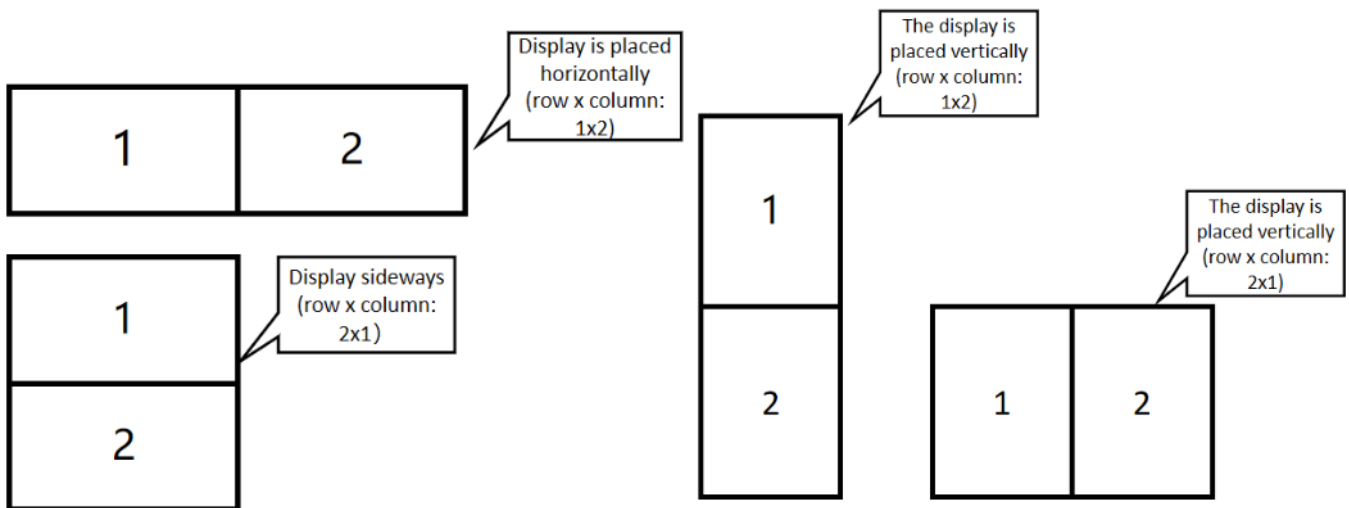 1
2
Display is placed
horizontally
(row x column:
1x2)
1
2
Display sideways
(row x column:
2x1)
1
2
The display is
placed vertically
(row x column:
1x2)
1
2
The display is
placed vertically
(row x column:
2x1)